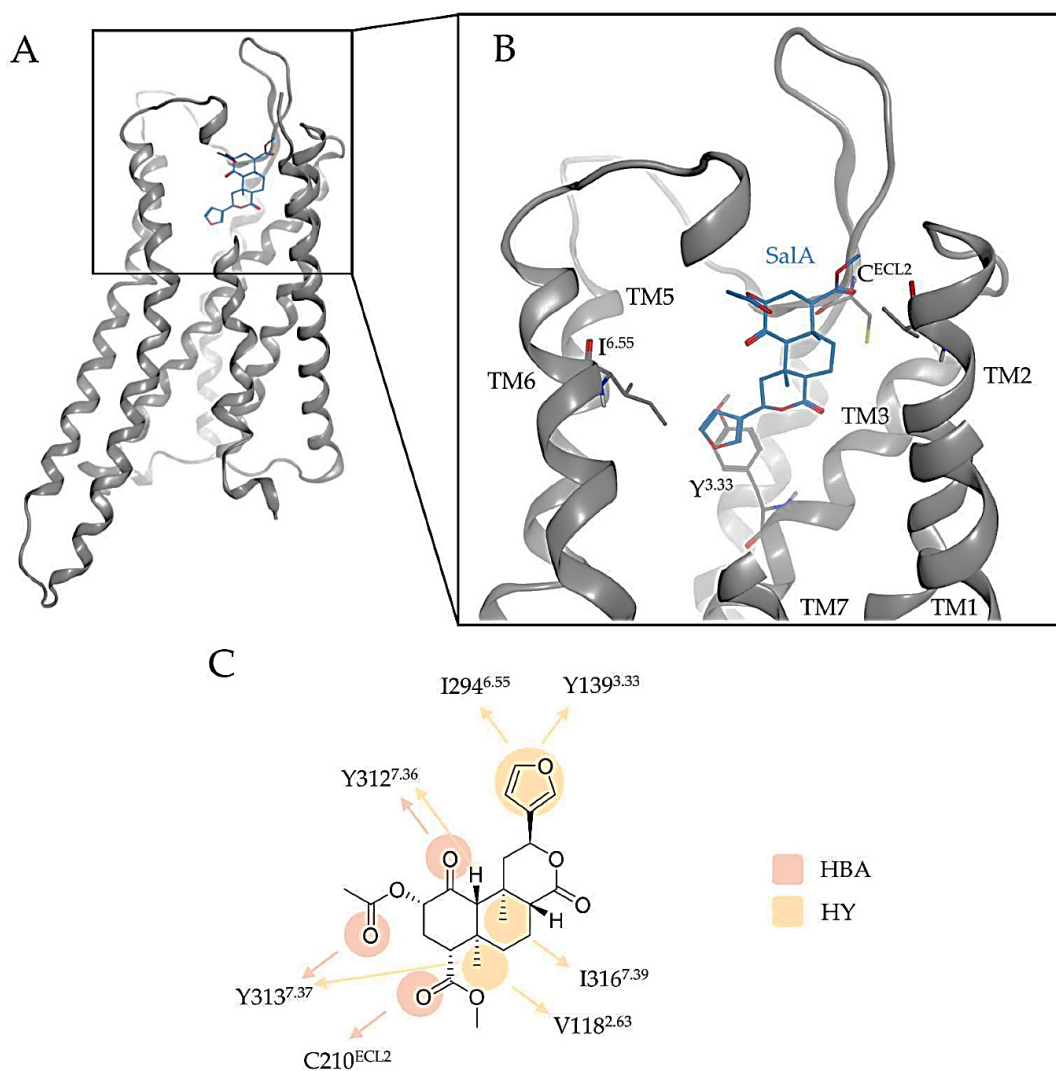 A
B
SalA
C^ECL2
TM5
I^6.55
TM6
TM2
TM3
Y^3.33
TM7
TM1
C
I294^6.55
Y139^3.33
Y312^7.36
O
O
H
O
O
O
O
H
HBA
HY
O
Y313^7.37
I316^7.39
O
O
V118^2.63
C210^ECL2